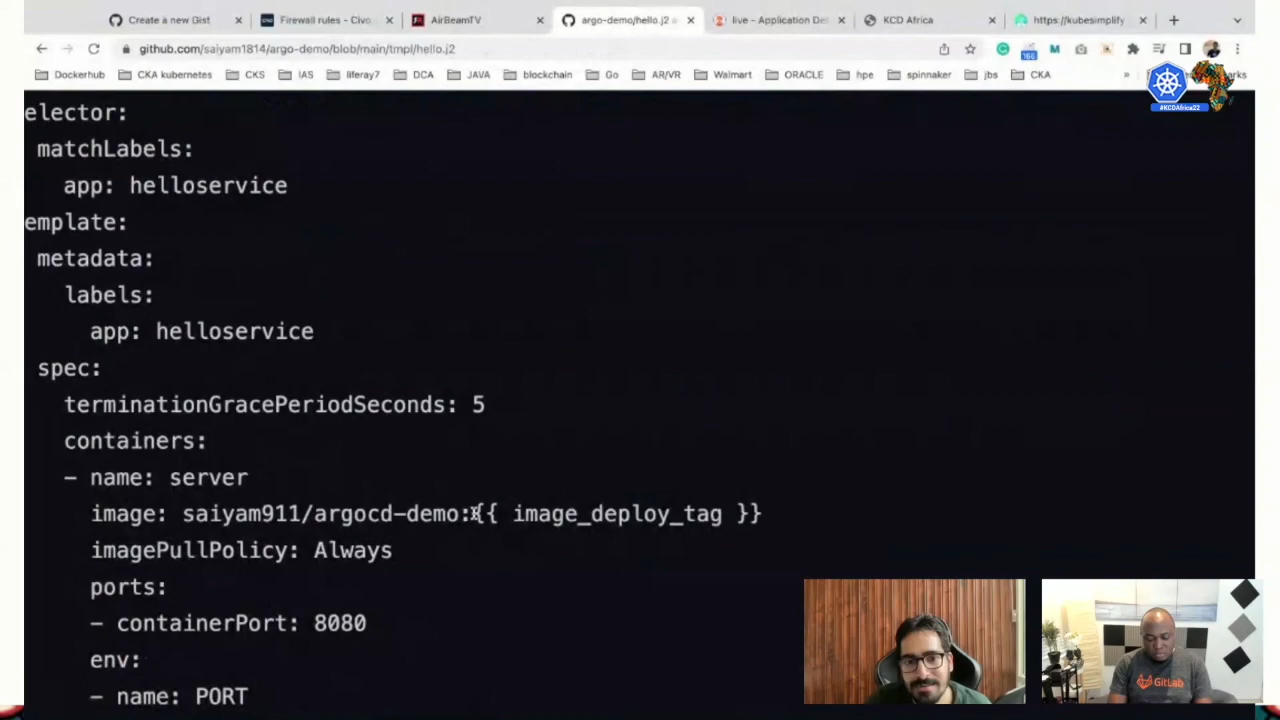 Create a new Gist
Firewall rules - Civo
AirBeamTV
argo-demo/hello.j2
live - Application De
KCD Africa
https://kubesimplify
github.com/saiyam1814/argo-demo/blob/main/tmpl/hello.j2
166
M
Dockerhub
CKA kubernetes
CKS
IAS
liferay7
DCA
JAVA
blockchain
Go
AR/VR
Walmart
ORACLE
hpe
spinnaker
jbs
CKA
»
#KCDAfrica22
elector:
matchLabels:
app: helloservice
emplate:
metadata:
labels:
app: helloservice
spec:
terminationGracePeriodSeconds: 5
containers:
- name: server
image: saiyam911/argocd-demo:{{ image_deploy_tag }}
imagePullPolicy: Always
ports:
- containerPort: 8080
env:
- name: PORT
GitLab